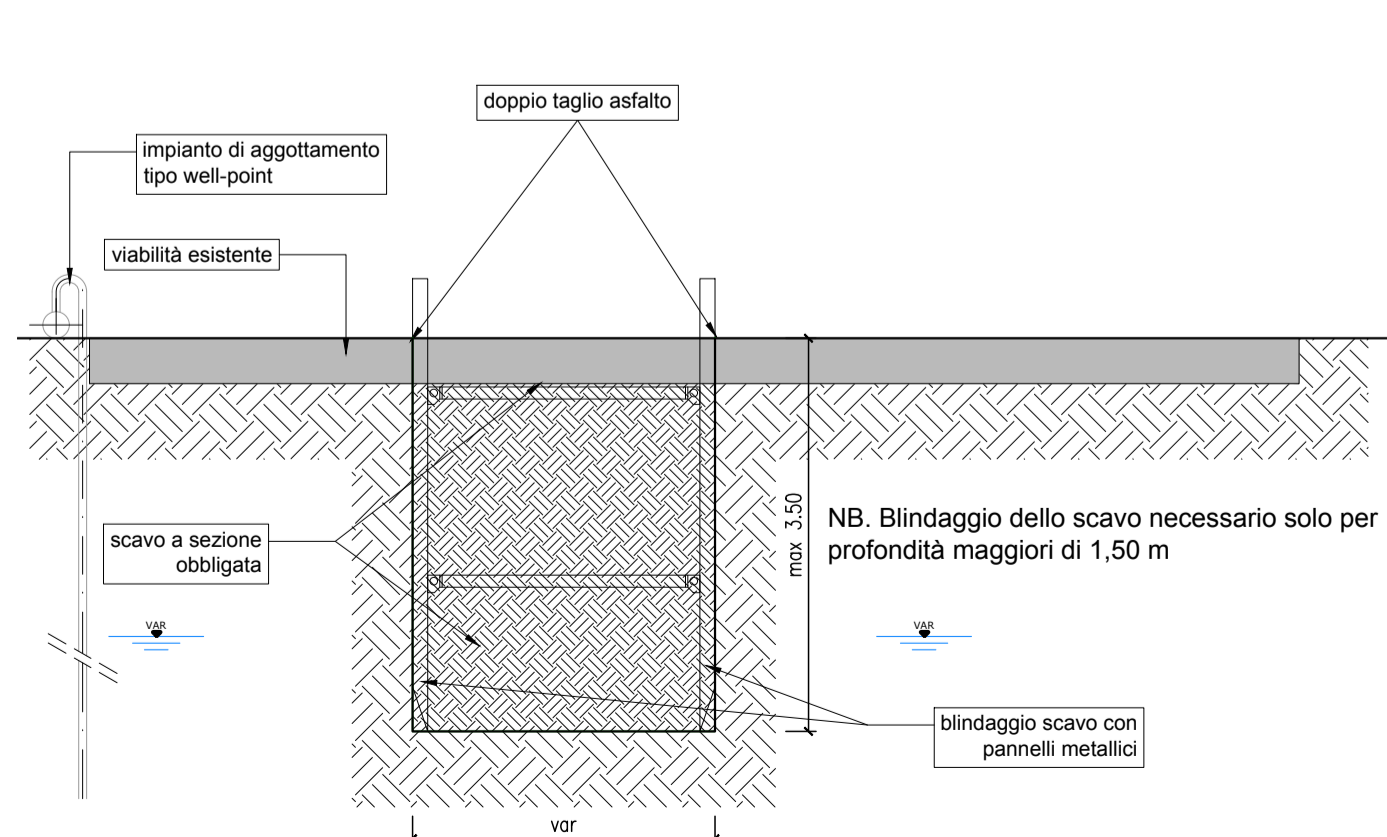 doppio taglio asfalto
impianto di aggottamento
tipo well-point
viabilità esistente
max 3.50
NB. Blindaggio dello scavo necessario solo per
profondità maggiori di 1,50 m
scavo a sezione
obbligata
VAR
VAR
blindaggio scavo con
pannelli metallici
var